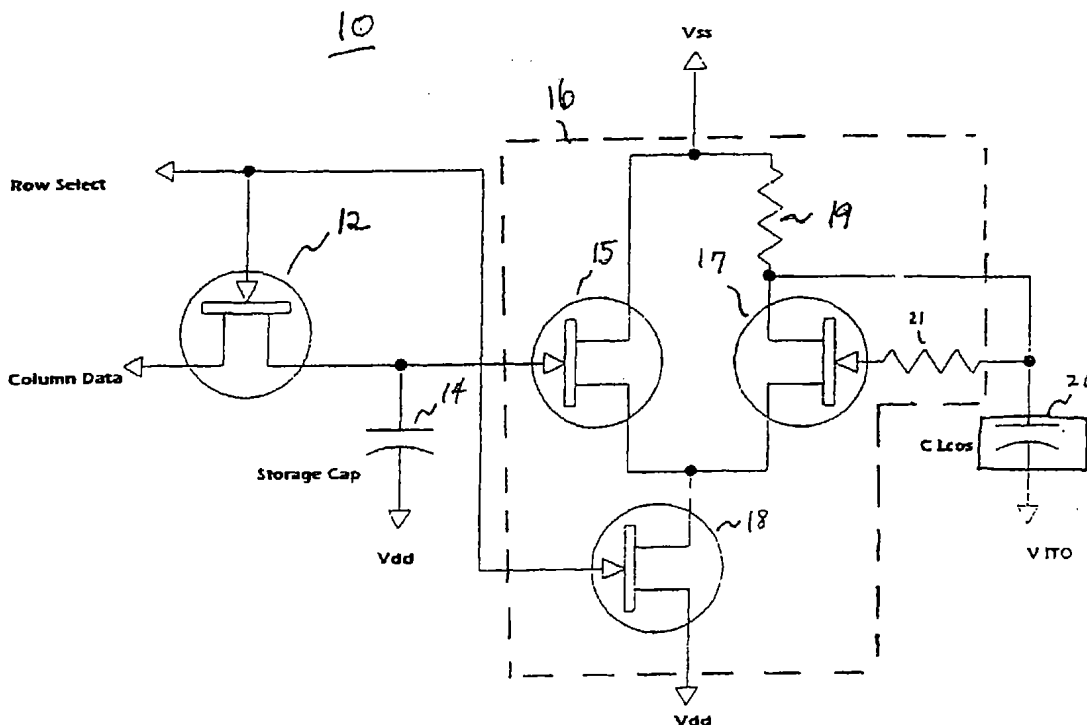 10
Vss
16
Row Select
12
15
17
19
21
Column Data
14
Storage Cap
C Lcos
20
Vdd
18
V ITO
Vdd